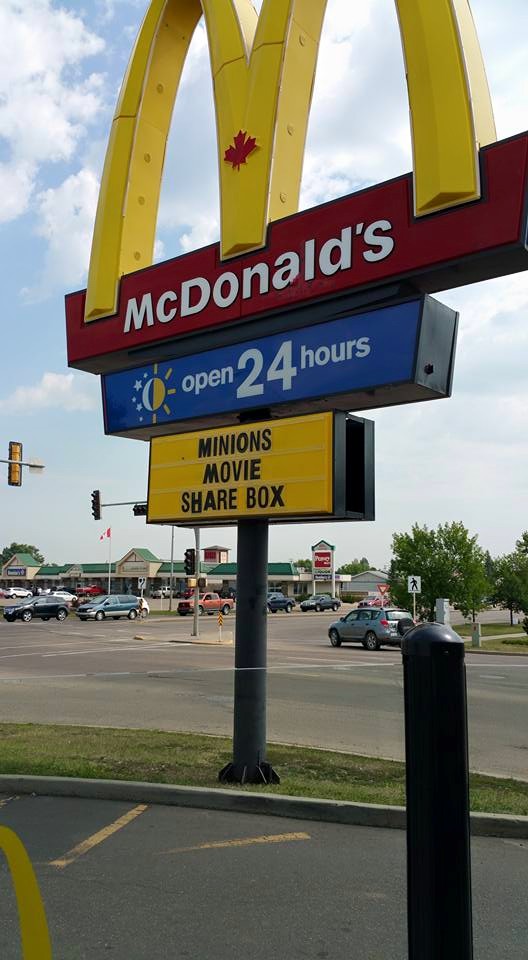 McDonald's
open 24 hours
MINIONS
MOVIE
SHARE BOX